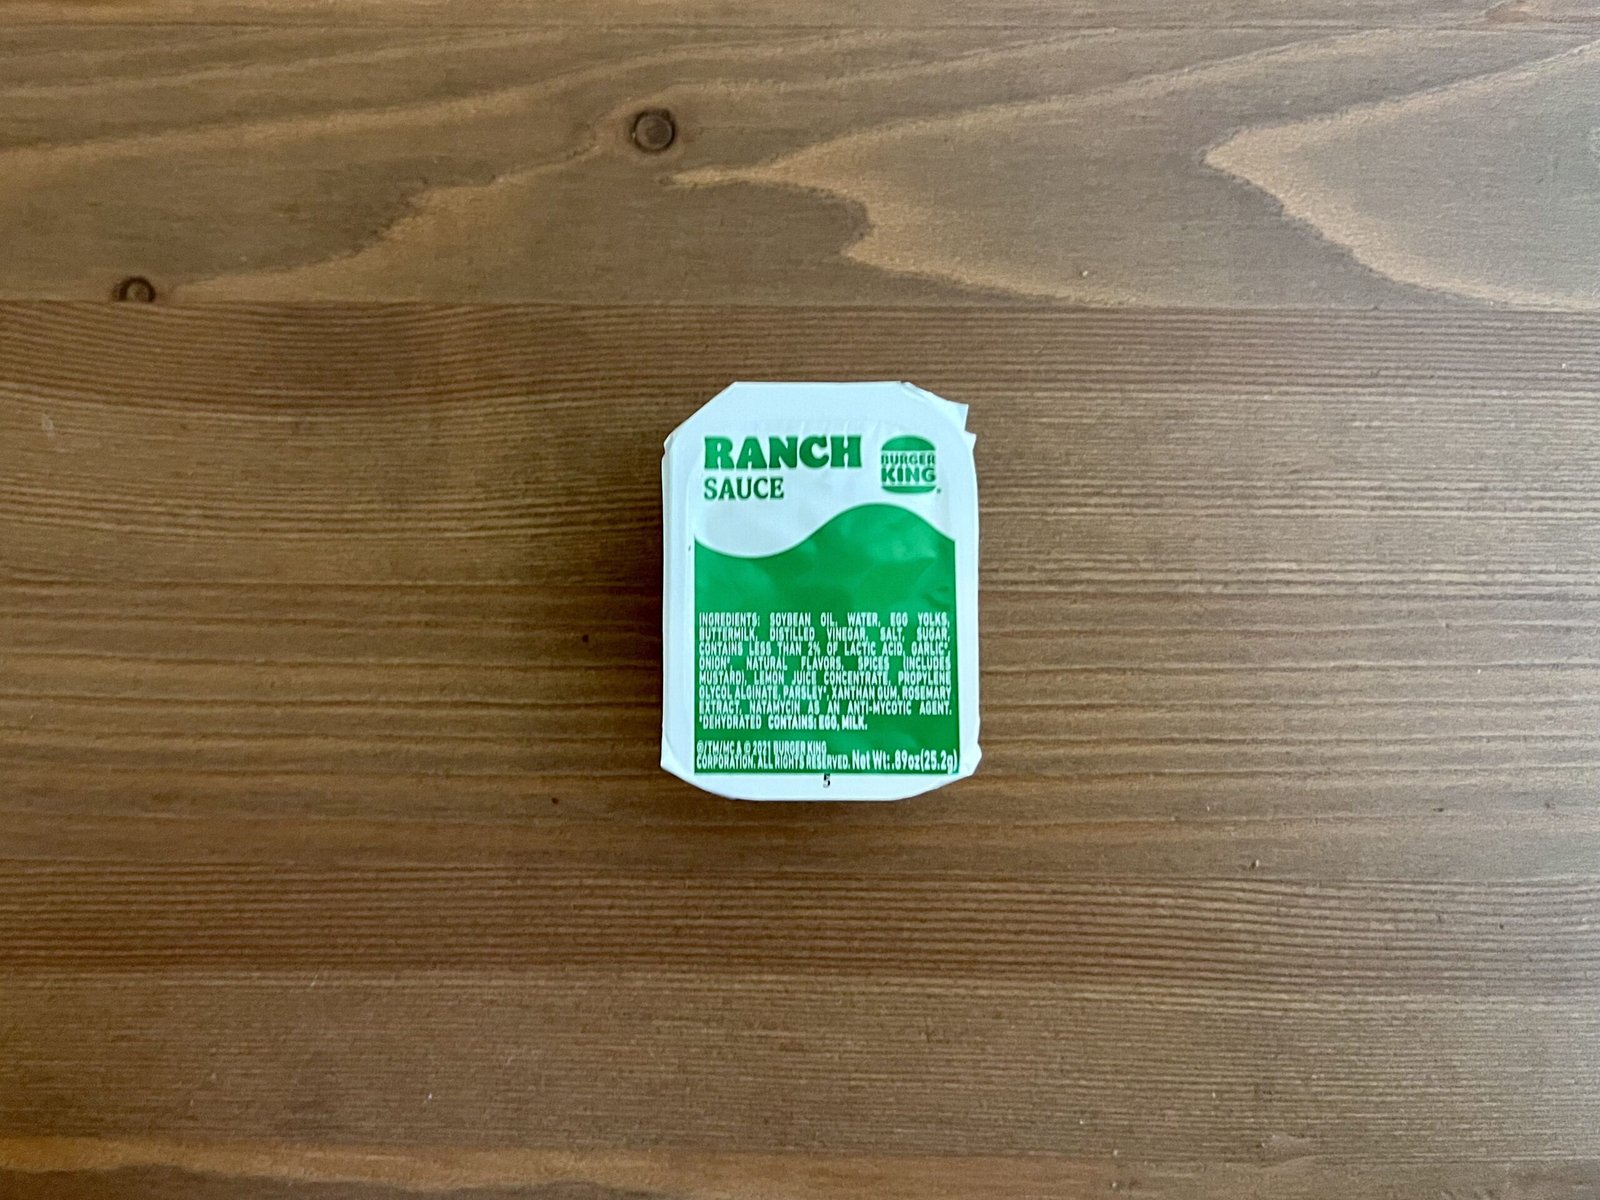 RANCH
SAUCE
BURGER
KING
INGREDIENTS: SOYBEAN OIL, WATER, EGG YOLKS,
BUTTERMILK, DISTILLED VINEGAR, SALT, SUGAR,
CONTAINS LESS THAN 2% OF LACTIC ACID, GARLIC*,
ONION*, NATURAL FLAVORS, SPICES (INCLUDES
MUSTARD), LEMON JUICE CONCENTRATE, PROPYLENE
GLYCOL ALGINATE, PARSLEY*, XANTHAN GUM, ROSEMARY
EXTRACT, NATAMYCIN AS AN ANTI-MYCOTIC AGENT.
*DEHYDRATED CONTAINS: EGG, MILK.
®/TM/MC & © 2021 BURGER KING
CORPORATION. ALL RIGHTS RESERVED. Net Wt: .89oz(25.2g)
5